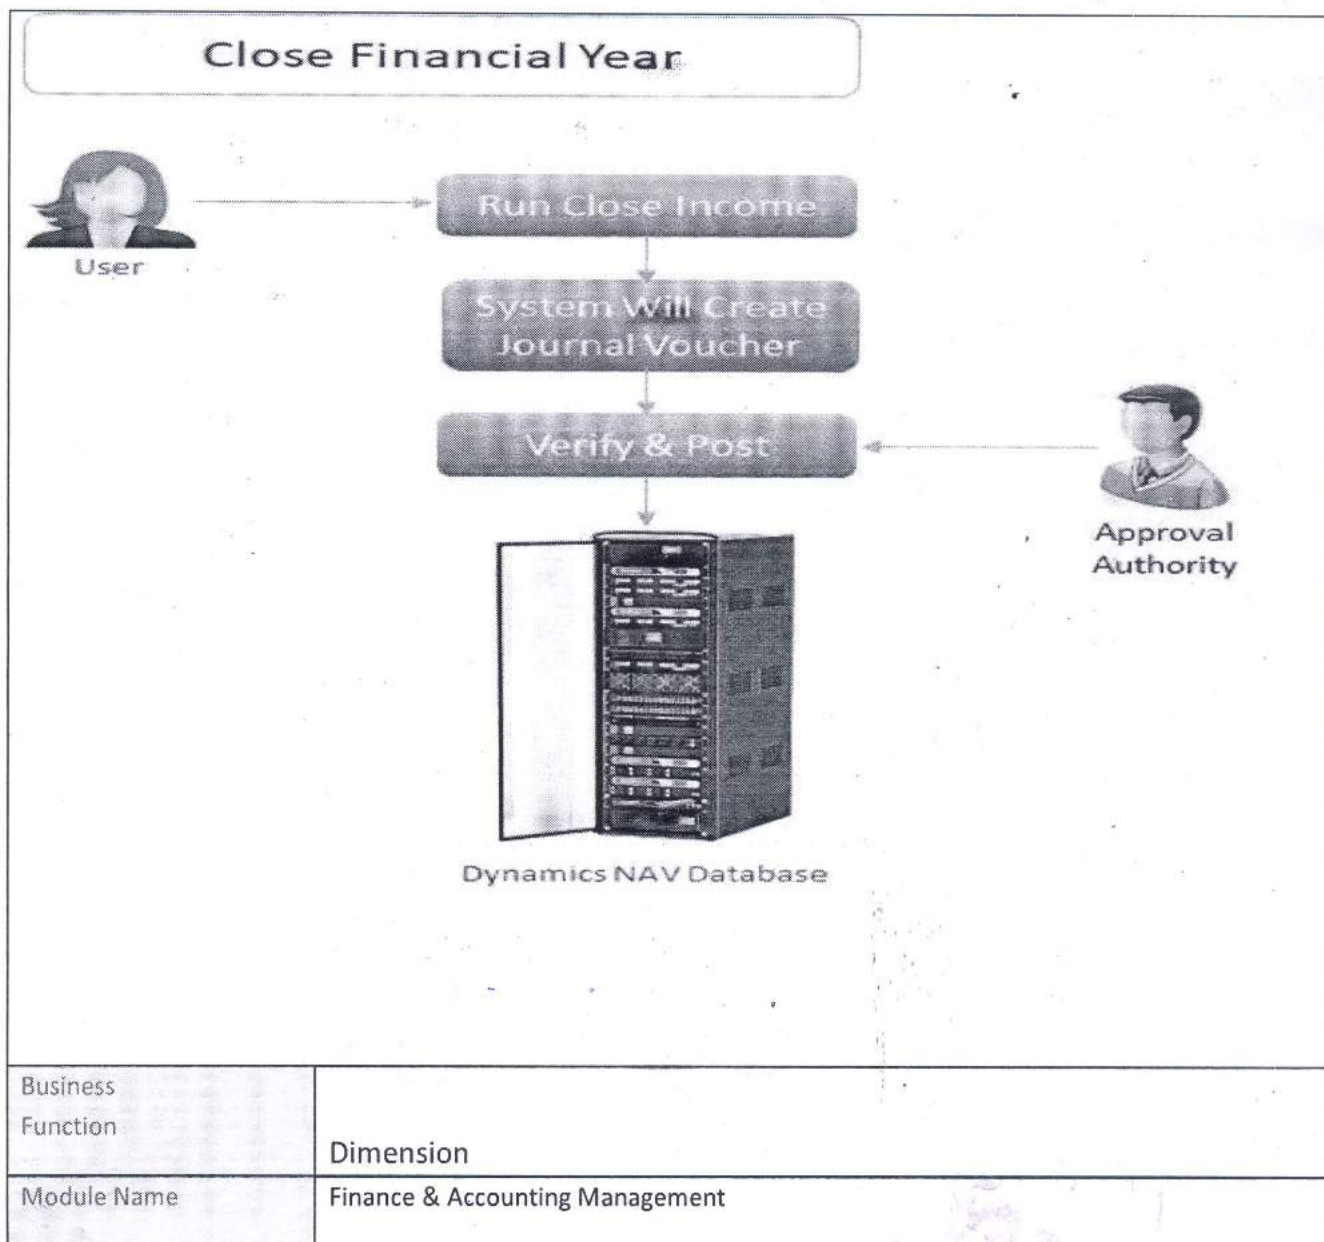 Close Financial Year
Run Close Income
User
System Will Create
Journal Voucher
Verify & Post
Approval
Authority
Dynamics NAV Database
Business
Function
Dimension
Module Name
Finance & Accounting Management